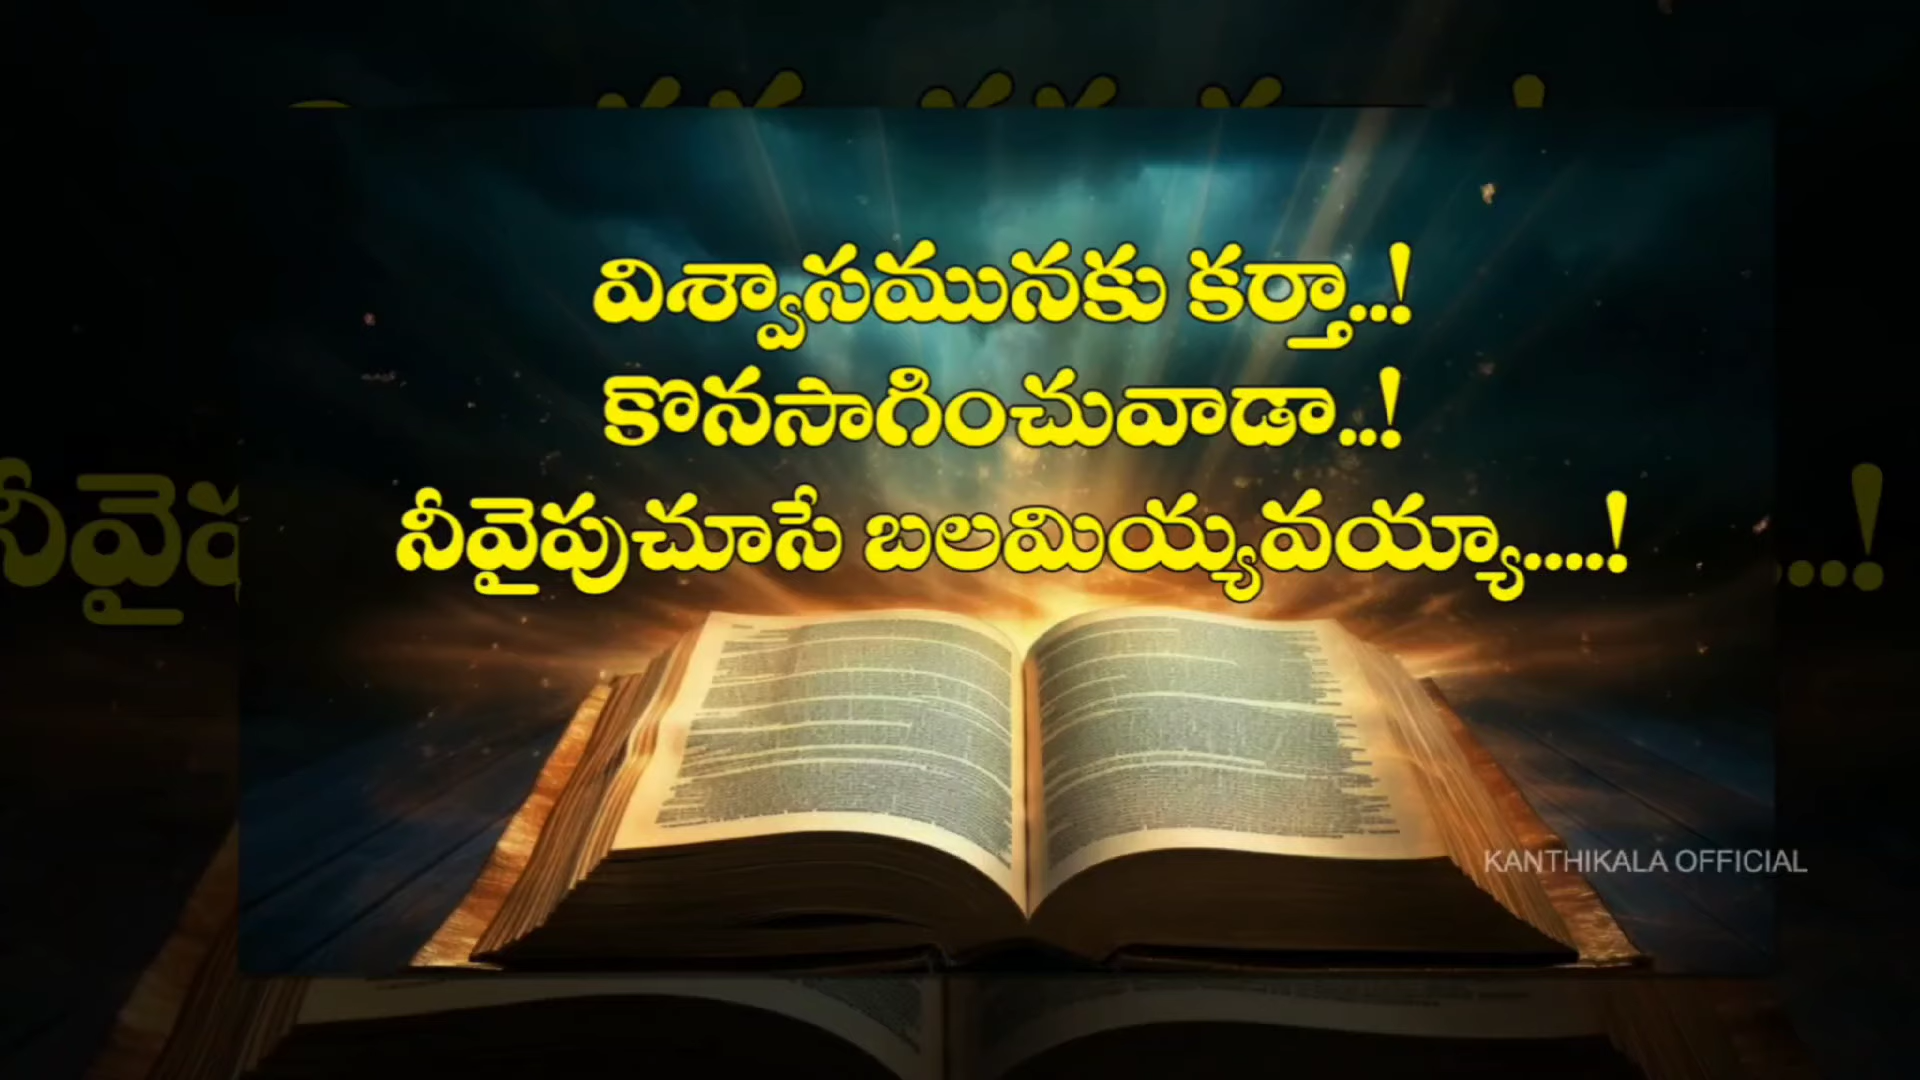 విశ్వాసమునకు కర్తా..!
కొనసాగించువాడా..!
నీవైపుచూసే బలమియ్యవయ్యా....!
KANTHIKALA OFFICIAL